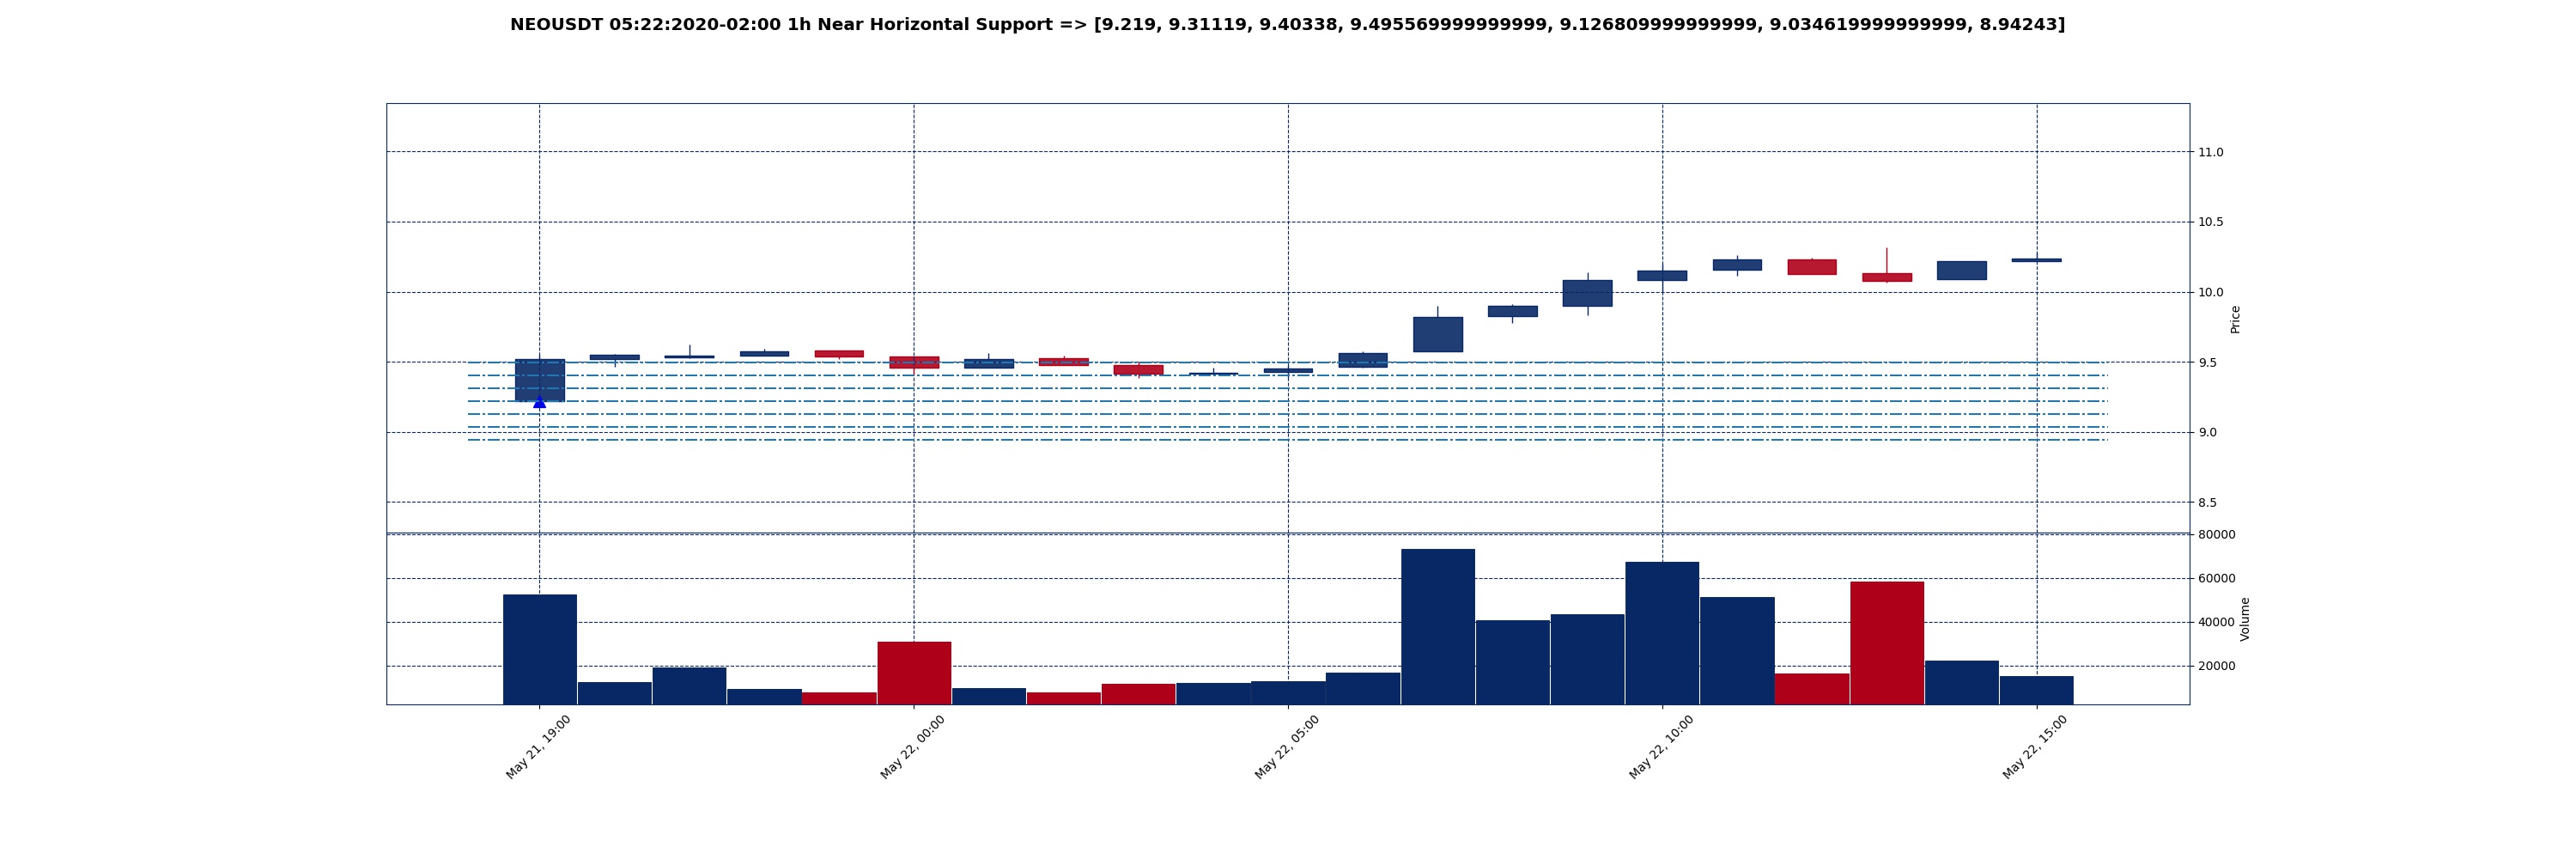 NEOUSDT 05:22:2020-02:00 1h Near Horizontal Support => [9.219, 9.31119, 9.40338, 9.495569999999999, 9.126809999999999, 9.034619999999999, 8.94243]
11.0
10.5
10.0
Price
9.5
9.0
8.5
80000
60000
40000
Volume
20000
May 21, 19:00
May 22, 00:00
May 22, 05:00
May 22, 10:00
May 22, 15:00